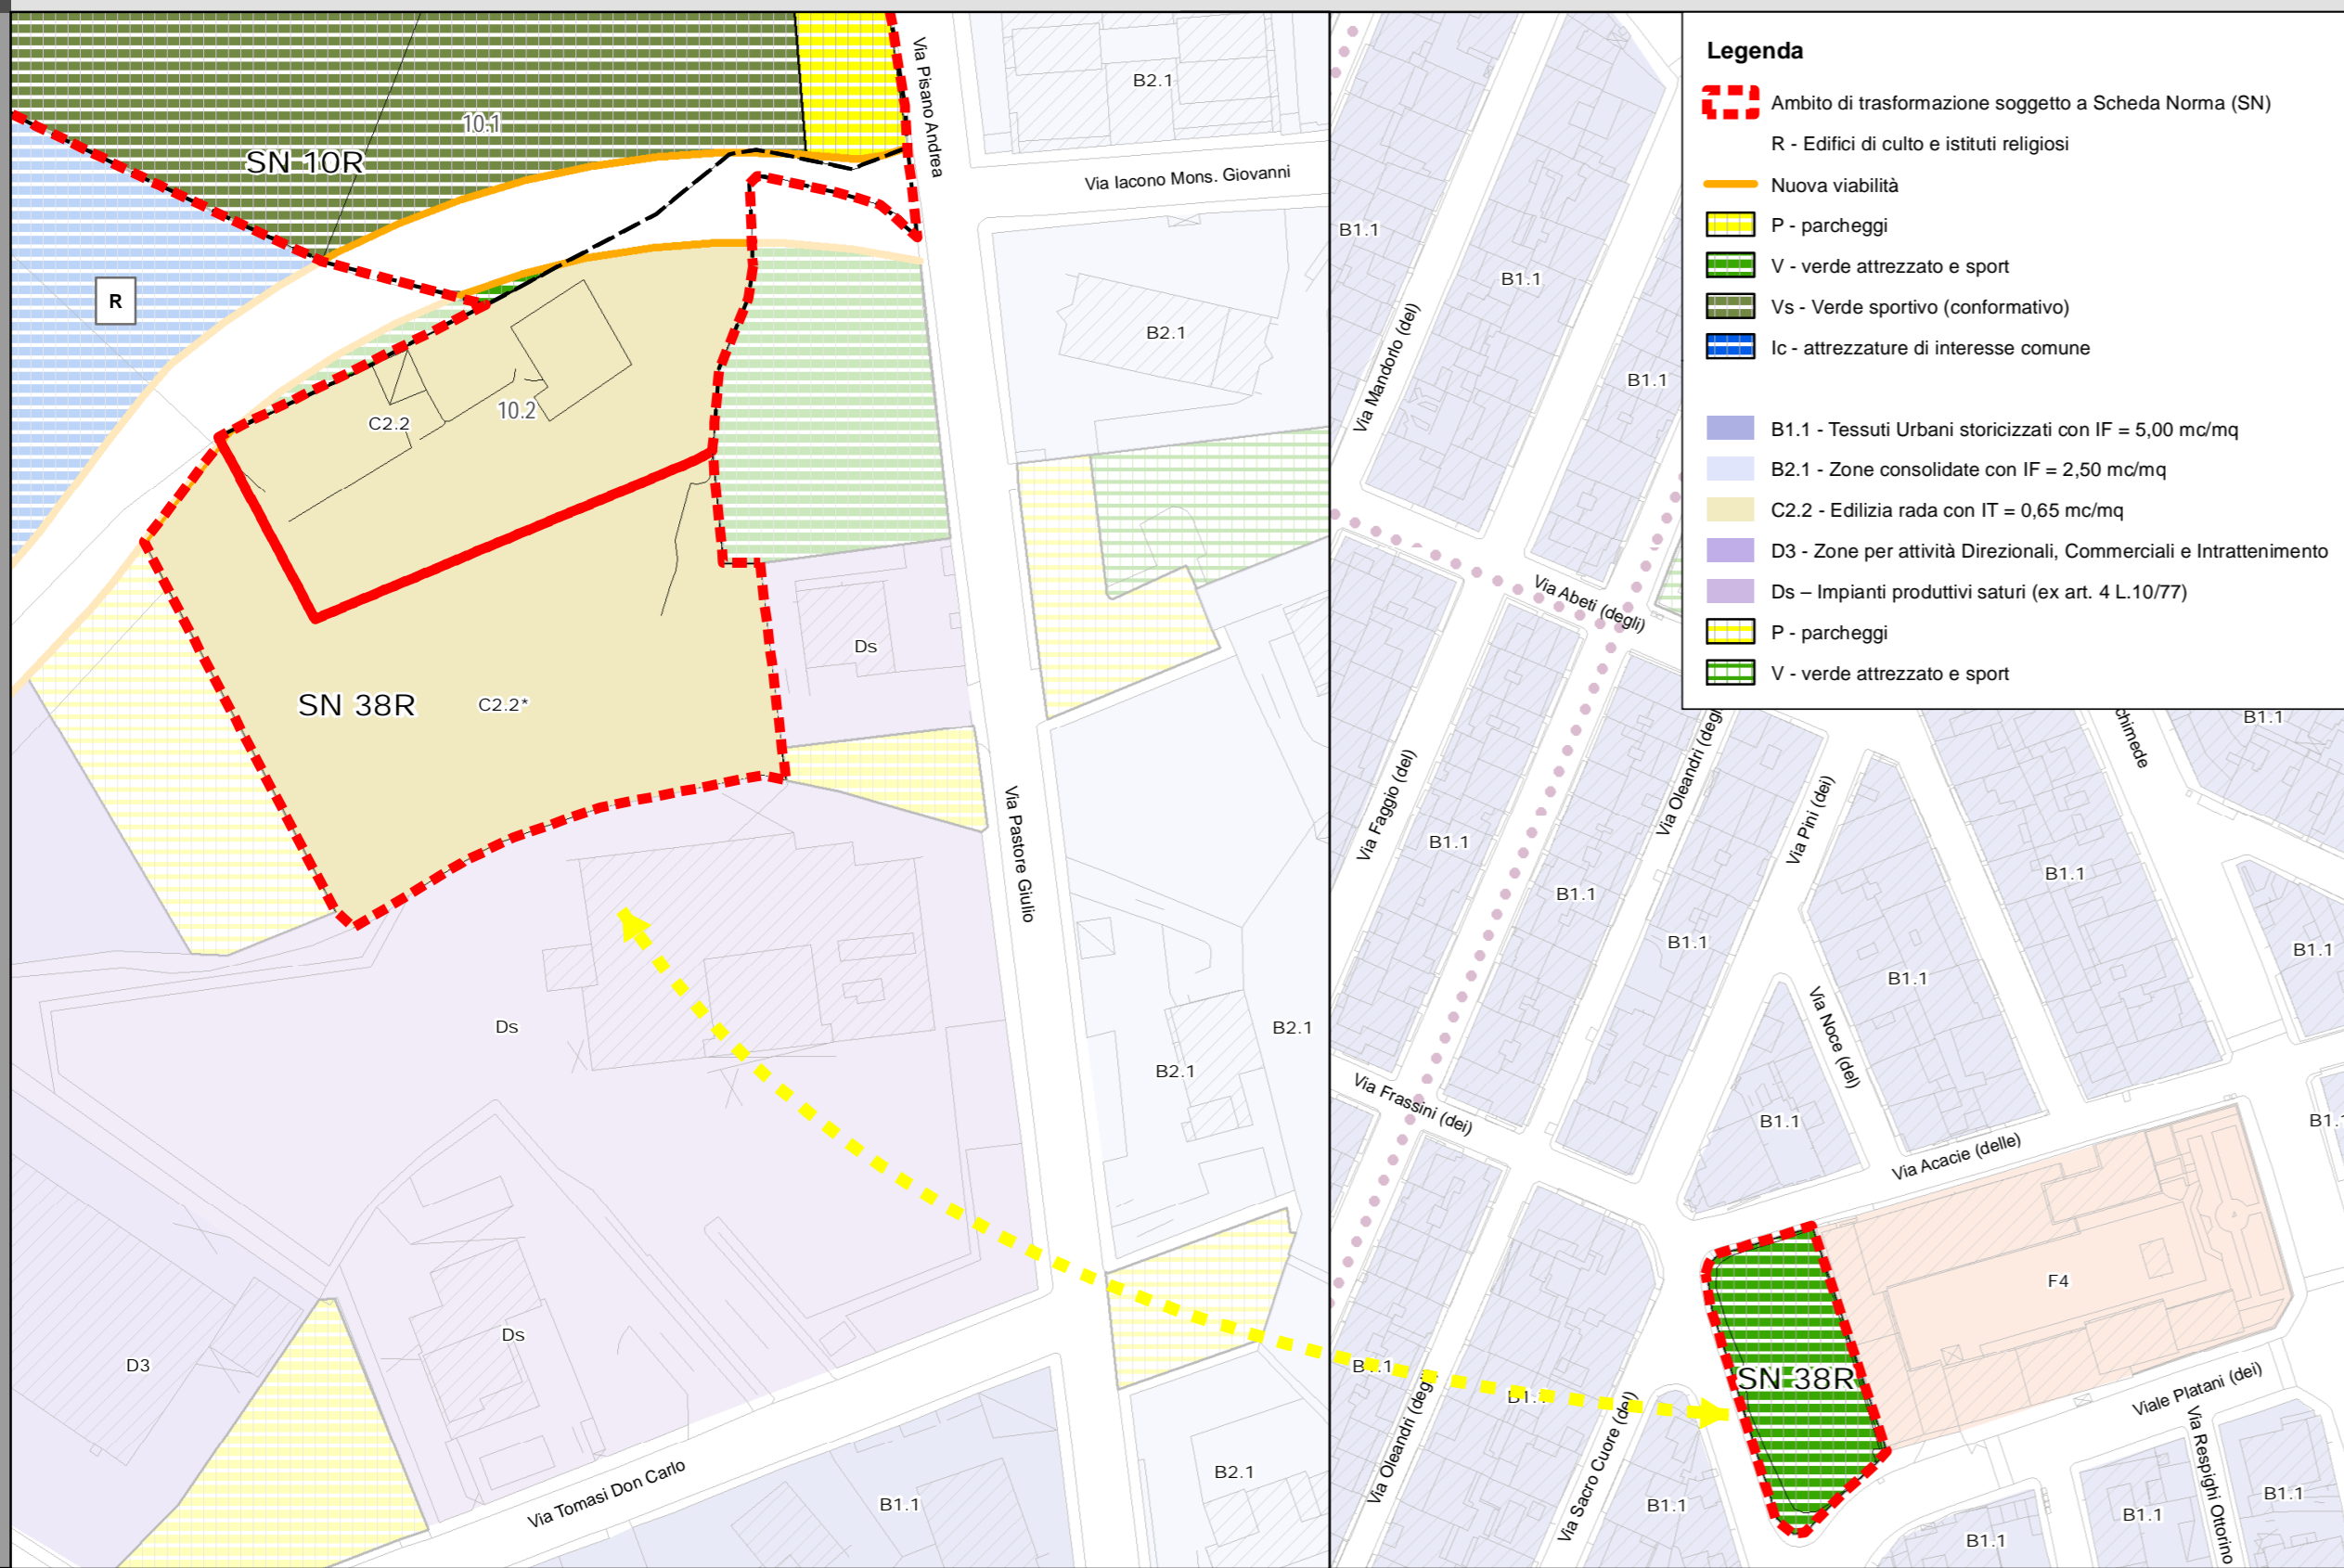 10.1
SN 10R
Via Pisano Andrea
B2.1
Via Iacono Mons. Giovanni
R
B2.1
C2.2
10.2
Ds
SN 38R
C2.2*
Via Pastore Giulio
Ds
B2.1
B2.1
Ds
D3
Via Tomasi Don Carlo
B1.1
B2.1
B1.1
B1.1
B1.1
Via Mandorlo (del)
Via Abeti (degli)
Via Faggio (del)
B1.1
Via Oleandri (degli
Via Pini (dei)
B1.1
B1.1
B1.1
B1.1
B1.1
B1.1
chimede
Via Frassini (dei)
Via Noce (del)
B1.1
B1.
Via Acacie (delle)
F4
SN 38R
B1.1
B1.
Via Oleandri (degli
Via Sacro Cuore (del)
B1.1
Viale Platani (dei)
Via Respighi Ottorino
B1.1
B1.1
B1.1
Legenda
Ambito di trasformazione soggetto a Scheda Norma (SN)
R - Edifici di culto e istituti religiosi
Nuova viabilità
P - parcheggi
V - verde attrezzato e sport
Vs - Verde sportivo (conformativo)
Ic - attrezzature di interesse comune
B1.1 - Tessuti Urbani storicizzati con IF = 5,00 mc/mq
B2.1 - Zone consolidate con IF = 2,50 mc/mq
C2.2 - Edilizia rada con IT = 0,65 mc/mq
D3 - Zone per attività Direzionali, Commerciali e Intrattenimento
Ds – Impianti produttivi saturi (ex art. 4 L.10/77)
P - parcheggi
V - verde attrezzato e sport